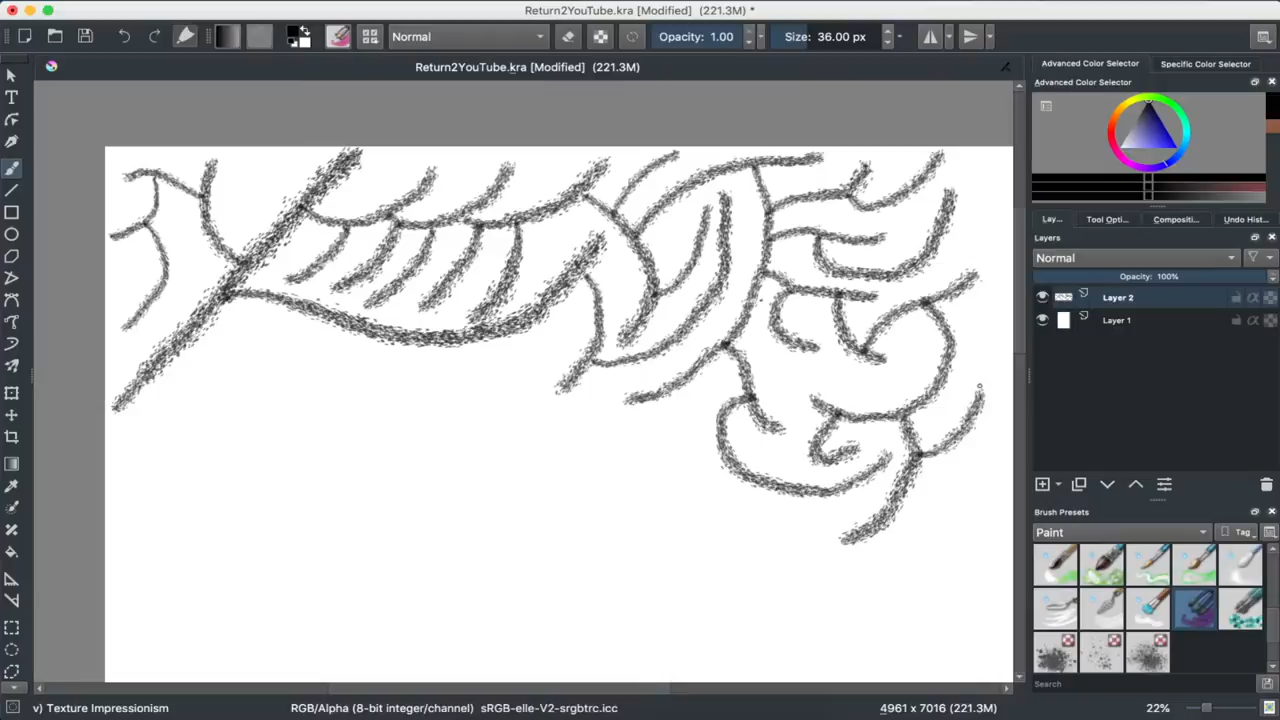 Return2YouTube.kra [Modified] (221.3M) *
Normal
Opacity: 1.00
Size: 36.00 px
Return2YouTube.kra [Modified] (221.3M)
Advanced Color Selector
Specific Color Selector
Advanced Color Selector
Lay...
Tool Opti...
Compositi...
Undo Hist...
Layers
Normal
Opacity: 100%
Layer 2
Layer 1
Brush Presets
Paint
Tag
Search
v) Texture Impressionism
RGB/Alpha (8-bit integer/channel) sRGB-elle-V2-srgbtrc.icc
4961 x 7016 (221.3M)
22%